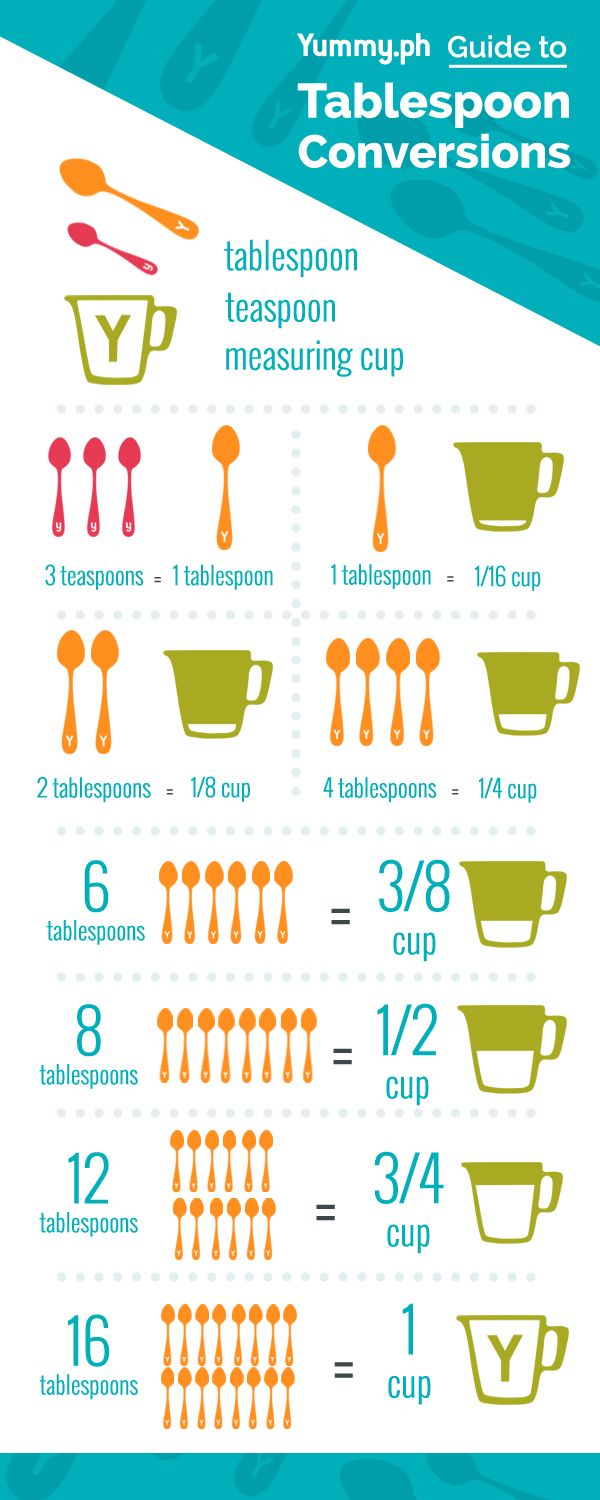 Yummy.ph Guide to
Tablespoon
Conversions
Y
y
Y
tablespoon
teaspoon
measuring cup
y y y Y
3 teaspoons = 1 tablespoon
Y
1 tablespoon = 1/16 cup
Y Y
2 tablespoons = 1/8 cup
Y Y Y Y
4 tablespoons = 1/4 cup
6
tablespoons
Y Y Y Y Y Y
=
3/8
cup
8
tablespoons
Y Y Y Y Y Y Y Y
=
1/2
cup
12
tablespoons
Y Y Y Y Y Y
Y Y Y Y Y Y
=
3/4
cup
16
tablespoons
Y Y Y Y Y Y Y Y
Y Y Y Y Y Y Y Y
=
1
cup
Y